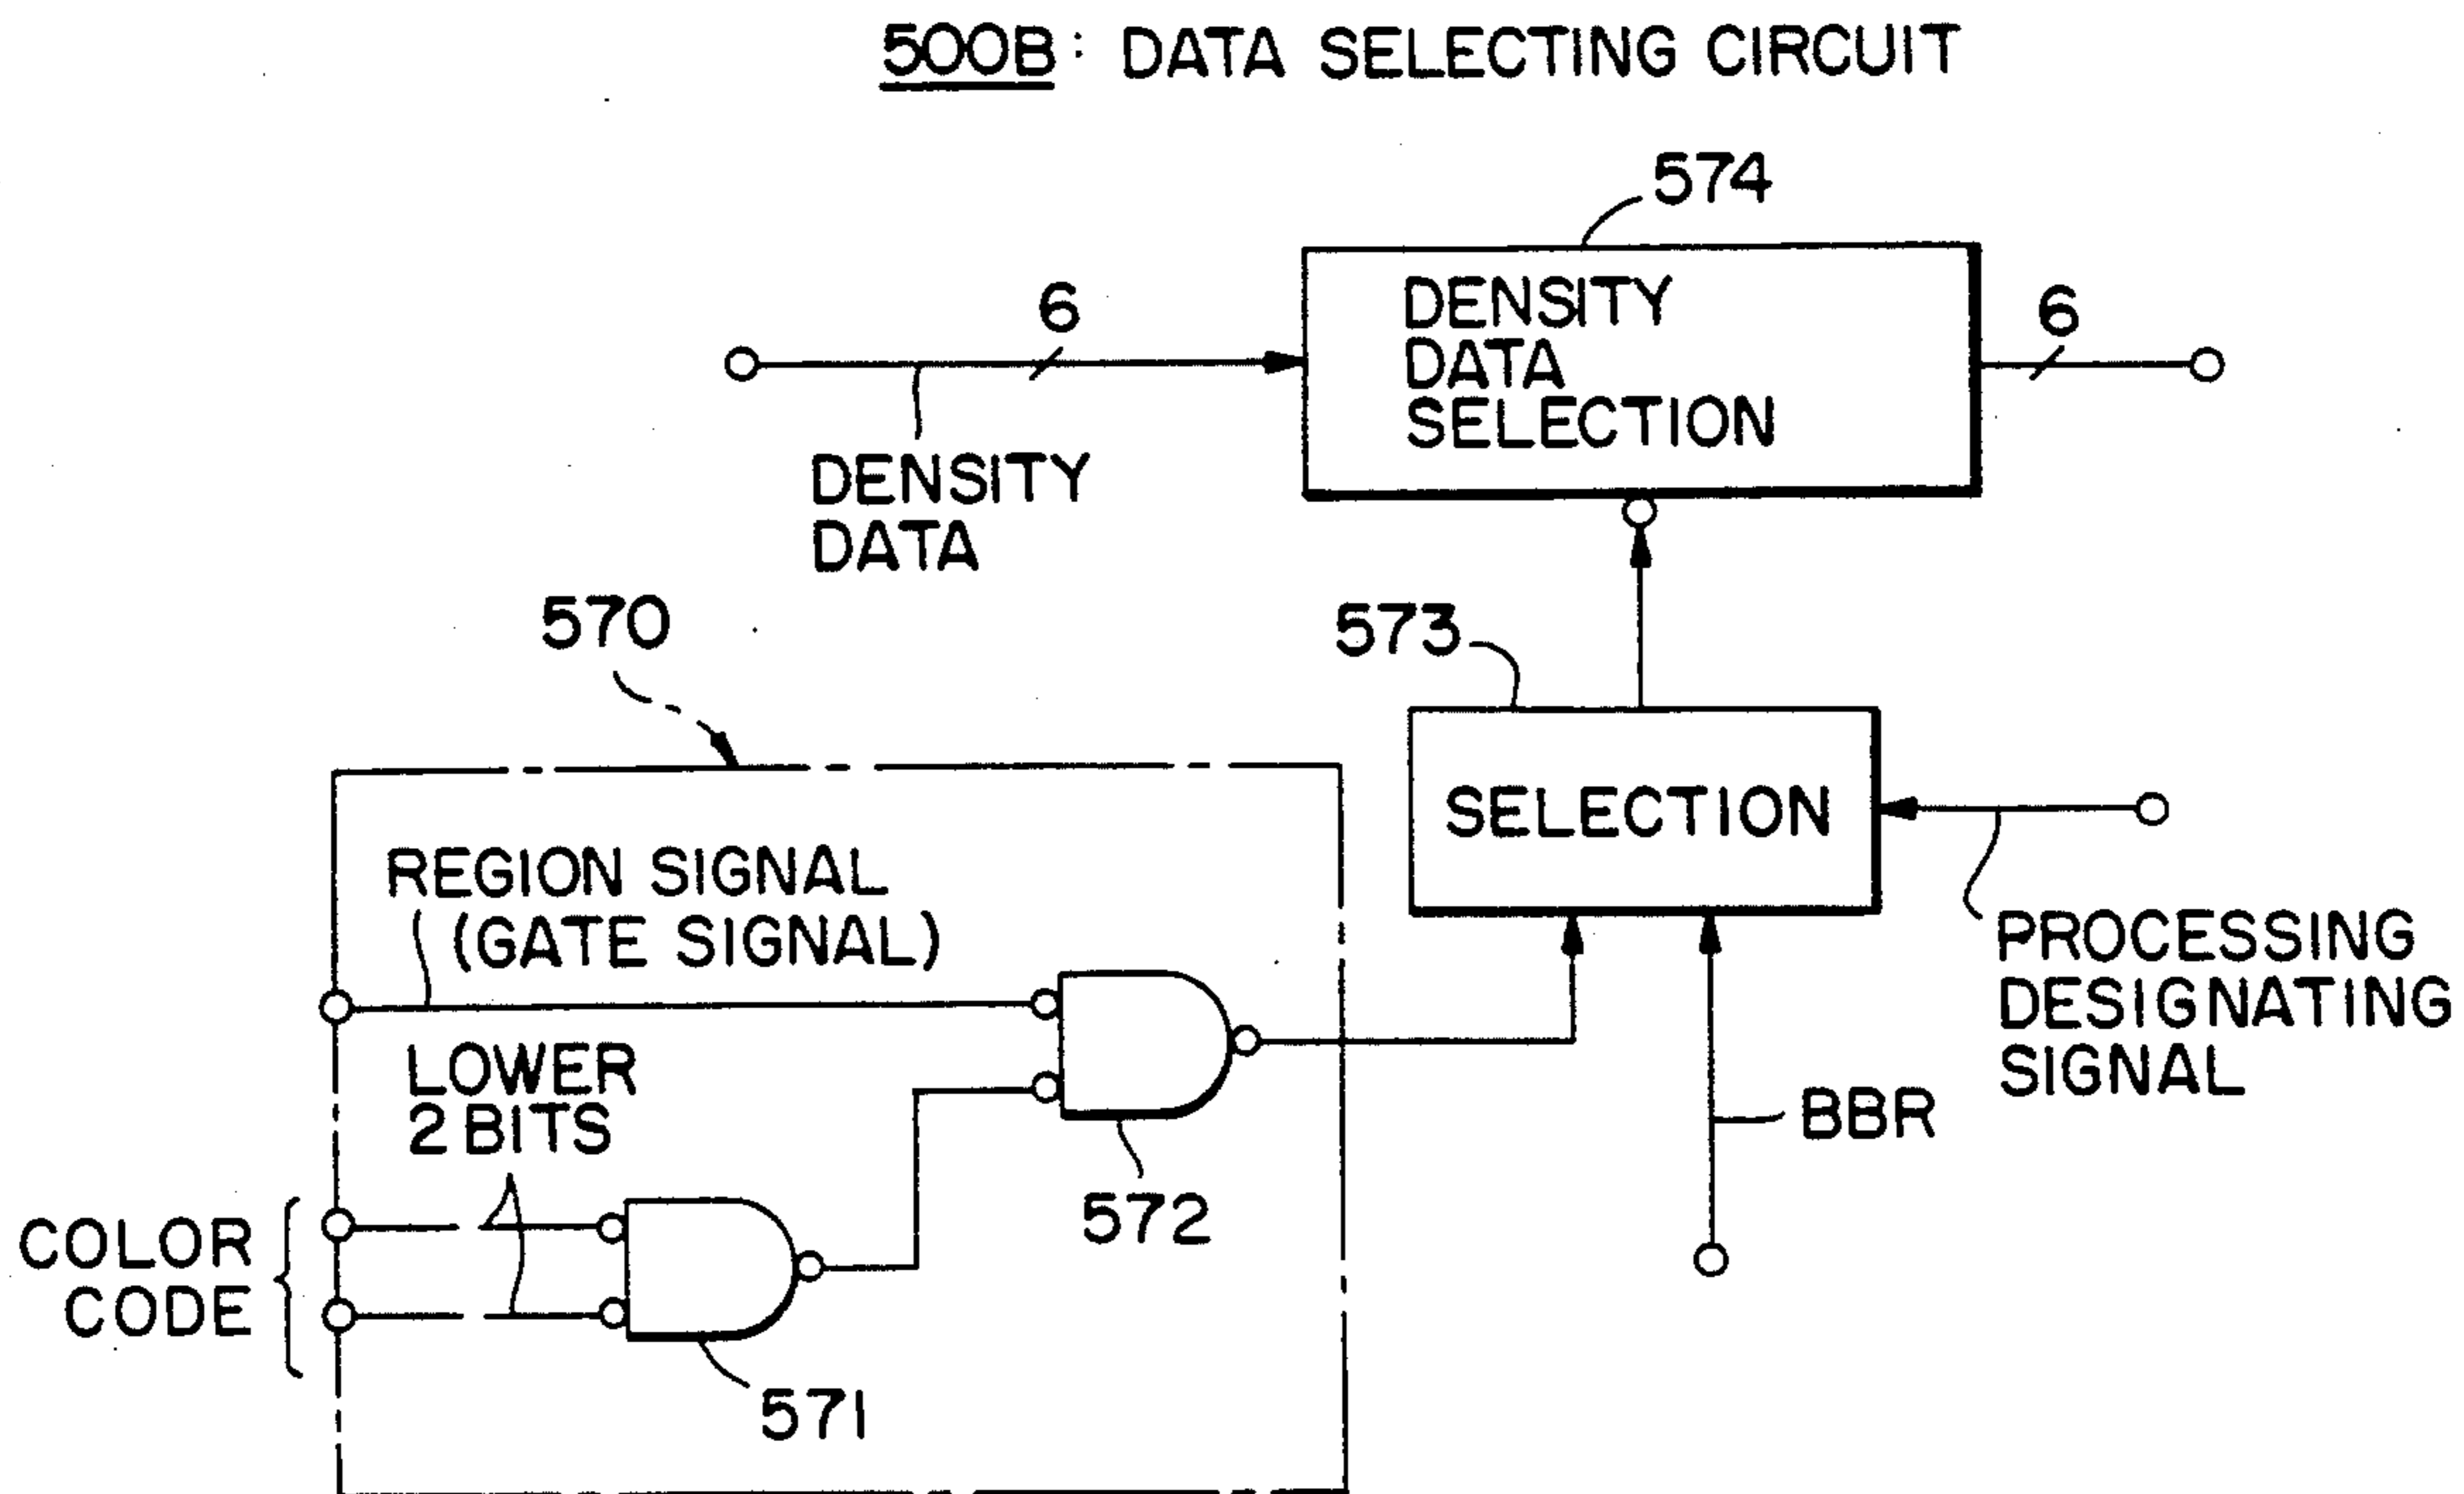 500B: DATA SELECTING CIRCUIT
574
6
DENSITY
DATA
SELECTION
6
DENSITY
DATA
570
573
SELECTION
REGION SIGNAL
(GATE SIGNAL)
PROCESSING
DESIGNATING
SIGNAL
LOWER
2 BITS
BBR
572
COLOR
CODE
571